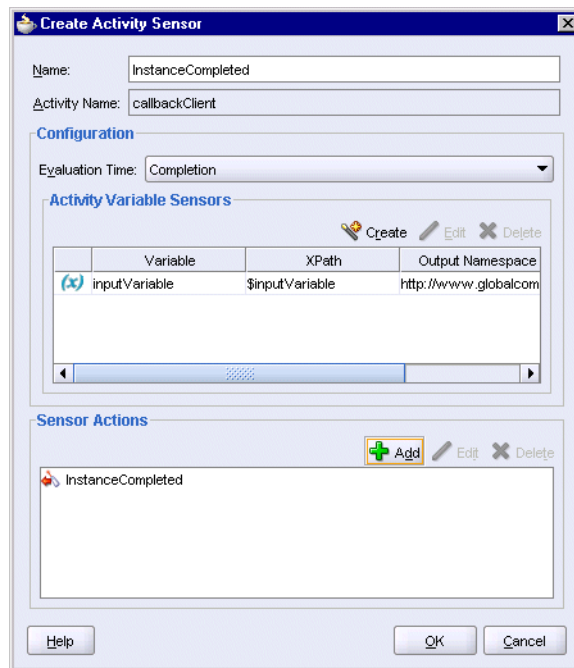 Create Activity Sensor
Name: InstanceCompleted
Activity Name: callbackClient
Configuration
Evaluation Time: Completion
Activity Variable Sensors
Create Edit Delete
Variable XPath Output Namespace
(x) inputVariable $inputVariable http://www.globalcom
Sensor Actions
Add Edit Delete
InstanceCompleted
Help OK Cancel